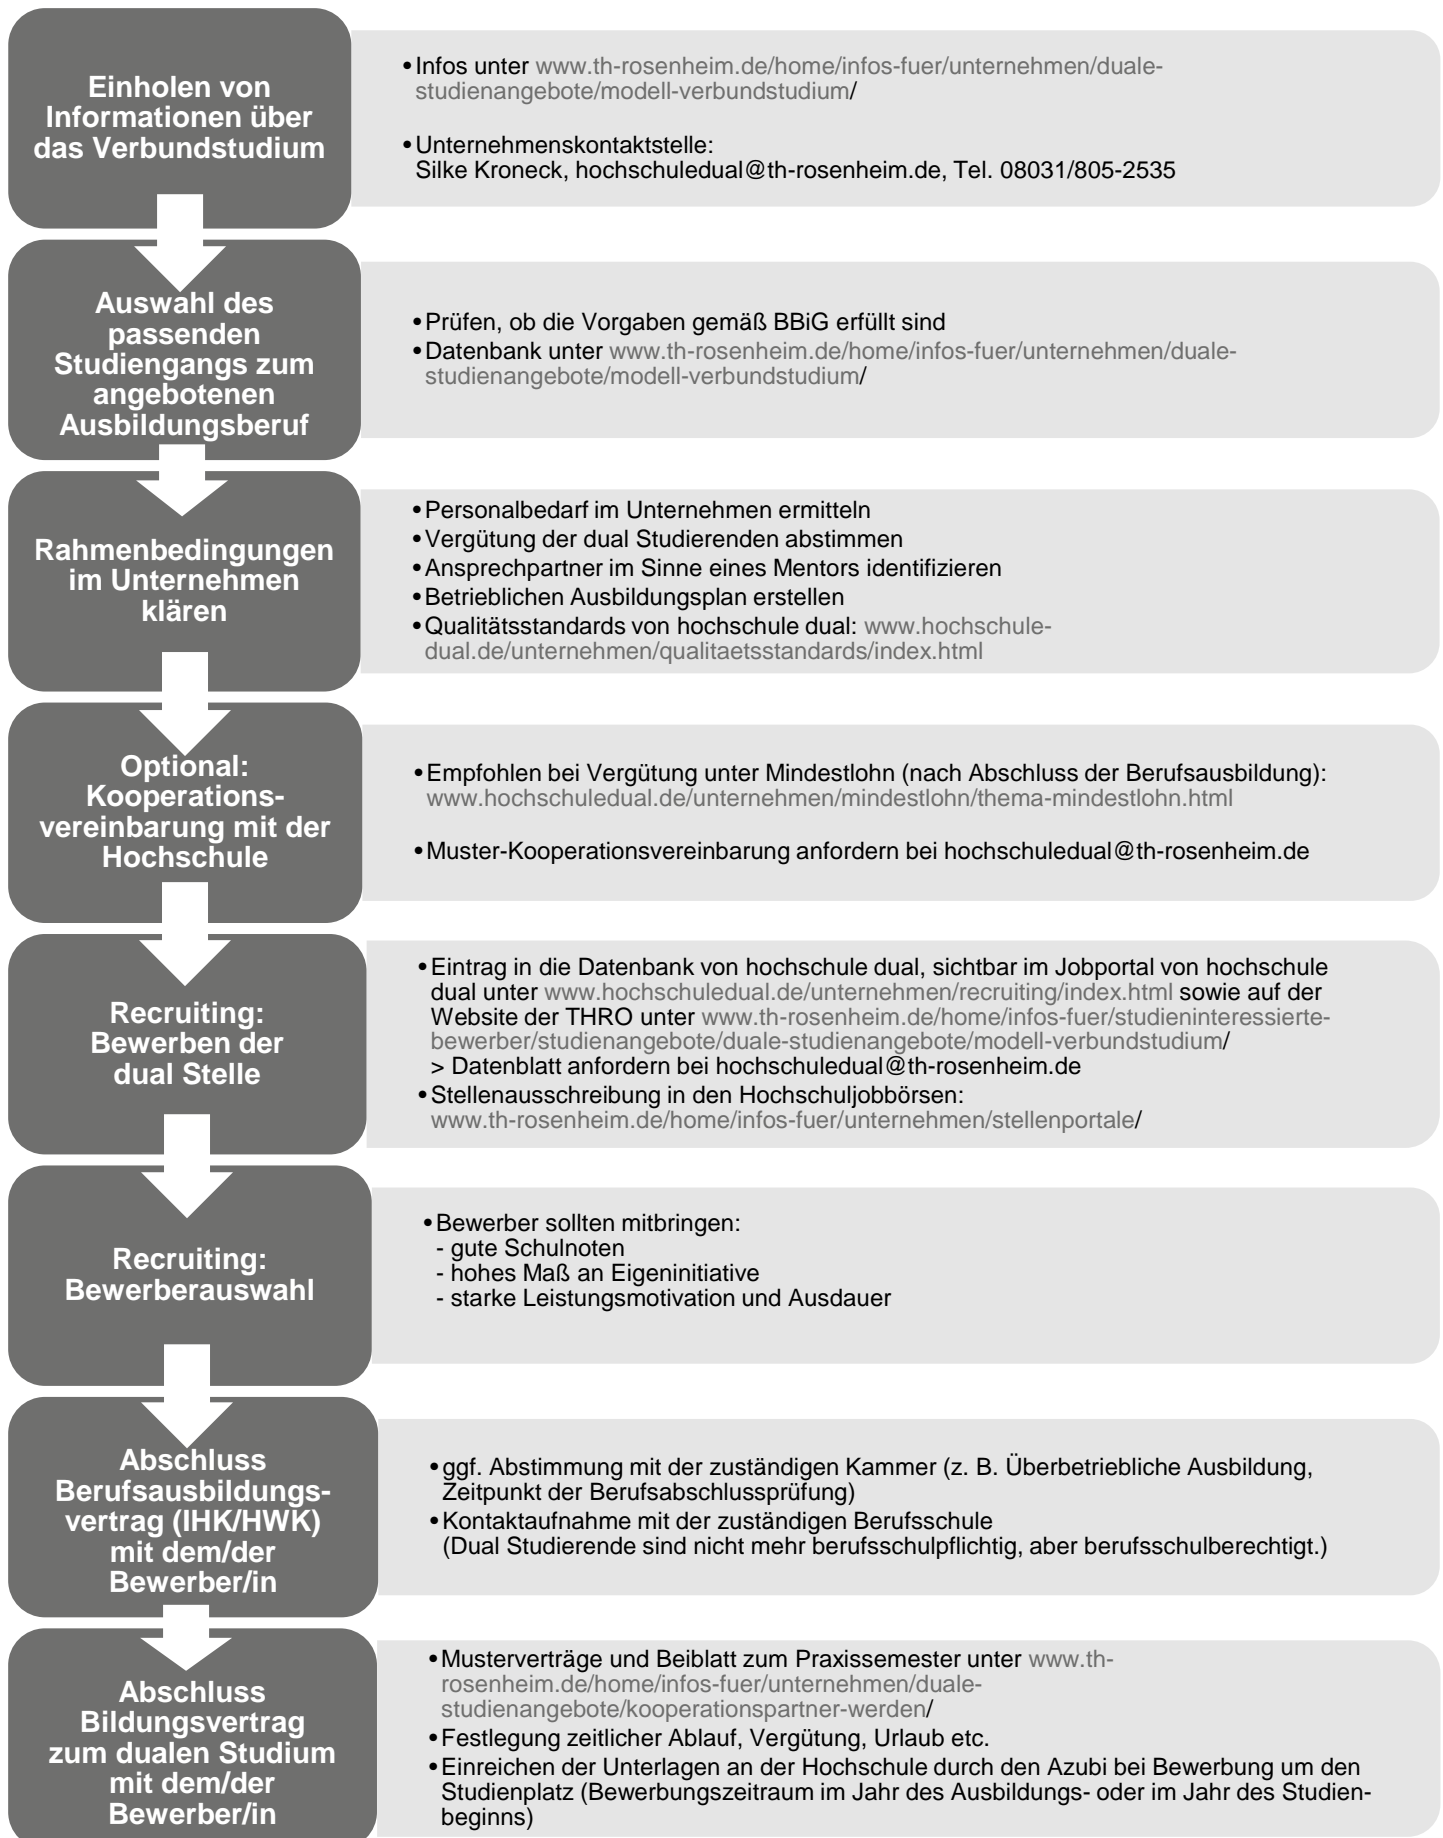 Einholen von
Informationen über
das Verbundstudium
•Infos unter www.th-rosenheim.de/home/infos-fuer/unternehmen/duale-
studienangebote/modell-verbundstudium/
•Unternehmenskontaktstelle:
Silke Kroneck, hochschuledual@th-rosenheim.de, Tel. 08031/805-2535
Auswahl des
passenden
Studiengangs zum
angebotenen
Ausbildungsberuf
•Prüfen, ob die Vorgaben gemäß BBiG erfüllt sind
•Datenbank unter www.th-rosenheim.de/home/infos-fuer/unternehmen/duale-
studienangebote/modell-verbundstudium/
Rahmenbedingungen
im Unternehmen
klären
•Personalbedarf im Unternehmen ermitteln
•Vergütung der dual Studierenden abstimmen
•Ansprechpartner im Sinne eines Mentors identifizieren
•Betrieblichen Ausbildungsplan erstellen
•Qualitätsstandards von hochschule dual: www.hochschule-
dual.de/unternehmen/qualitaetsstandards/index.html
Optional:
Kooperations-
vereinbarung mit der
Hochschule
•Empfohlen bei Vergütung unter Mindestlohn (nach Abschluss der Berufsausbildung):
www.hochschuledual.de/unternehmen/mindestlohn/thema-mindestlohn.html
•Muster-Kooperationsvereinbarung anfordern bei hochschuledual@th-rosenheim.de
Recruiting:
Bewerben der
dual Stelle
•Eintrag in die Datenbank von hochschule dual, sichtbar im Jobportal von hochschule
dual unter www.hochschuledual.de/unternehmen/recruiting/index.html sowie auf der
Website der THRO unter www.th-rosenheim.de/home/infos-fuer/studieninteressierte-
bewerber/studienangebote/duale-studienangebote/modell-verbundstudium/
> Datenblatt anfordern bei hochschuledual@th-rosenheim.de
•Stellenausschreibung in den Hochschuljobbörsen:
www.th-rosenheim.de/home/infos-fuer/unternehmen/stellenportale/
Recruiting:
Bewerberauswahl
•Bewerber sollten mitbringen:
- gute Schulnoten
- hohes Maß an Eigeninitiative
- starke Leistungsmotivation und Ausdauer
Abschluss
Berufsausbildungs-
vertrag (IHK/HWK)
mit dem/der
Bewerber/in
•ggf. Abstimmung mit der zuständigen Kammer (z. B. Überbetriebliche Ausbildung,
Zeitpunkt der Berufsabschlussprüfung)
•Kontaktaufnahme mit der zuständigen Berufsschule
(Dual Studierende sind nicht mehr berufsschulpflichtig, aber berufsschulberechtigt.)
Abschluss
Bildungsvertrag
zum dualen Studium
mit dem/der
Bewerber/in
•Musterverträge und Beiblatt zum Praxissemester unter www.th-
rosenheim.de/home/infos-fuer/unternehmen/duale-
studienangebote/kooperationspartner-werden/
•Festlegung zeitlicher Ablauf, Vergütung, Urlaub etc.
•Einreichen der Unterlagen an der Hochschule durch den Azubi bei Bewerbung um den
Studienplatz (Bewerbungszeitraum im Jahr des Ausbildungs- oder im Jahr des Studien-
beginns)